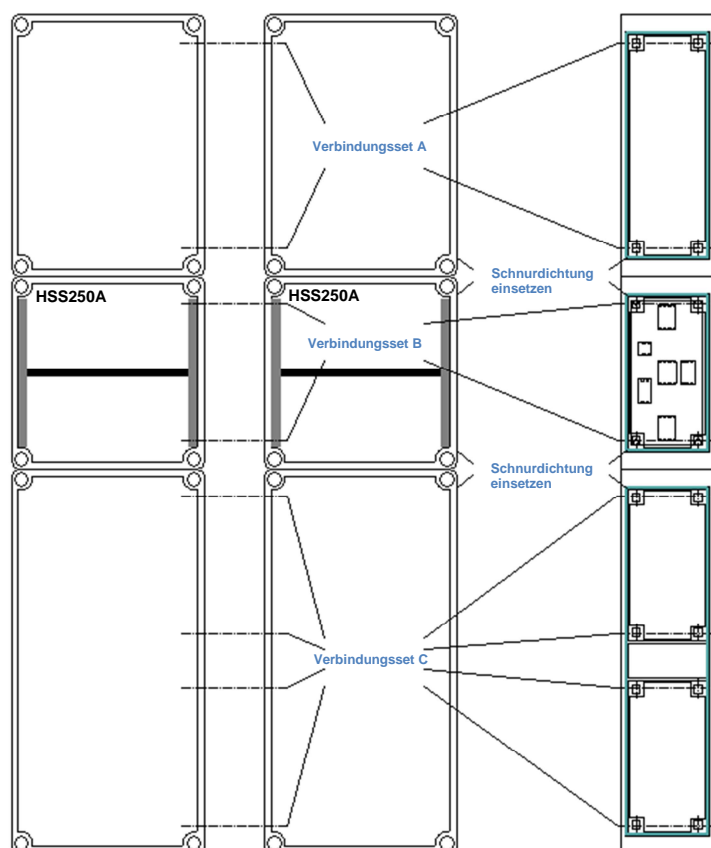 Verbindungsset A
Schnurdichtung
einsetzen
HSS250A
HSS250A
Verbindungsset B
Schnurdichtung
einsetzen
Verbindungsset C